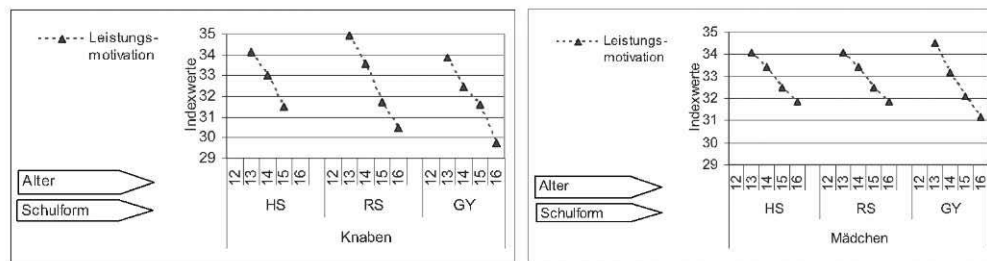 Leistungs-
motivation
Indexwerte
35
34
33
32
31
30
29
12 13 14 15 16 12 13 14 15 16 12 13 14 15 16
Alter
Schulform
HS RS GY
Knaben
Leistungs-
motivation
Indexwerte
35
34
33
32
31
30
29
12 13 14 15 16 12 13 14 15 16 12 13 14 15 16
Alter
Schulform
HS RS GY
Mädchen